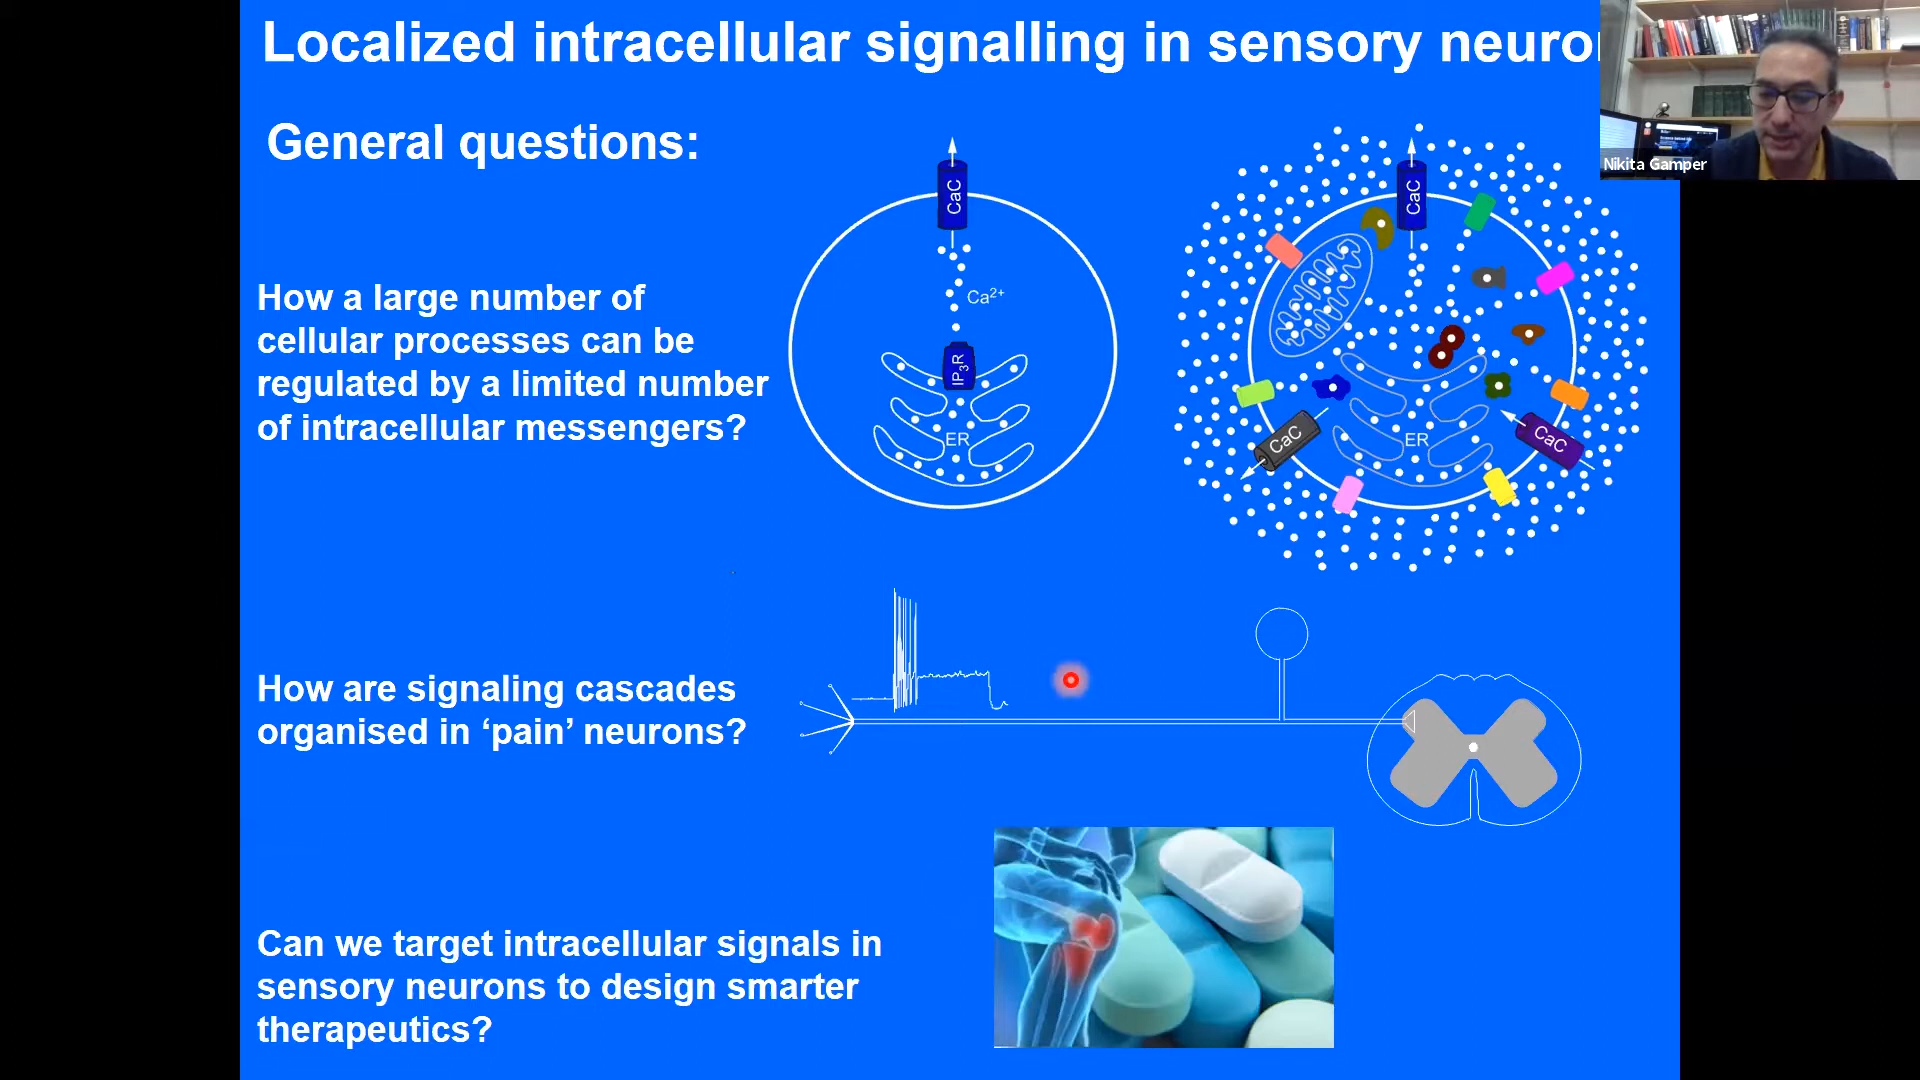 Localized intracellular signalling in sensory neuro
Nikita Gamper
General questions:
CaC
CaC
How a large number of
cellular processes can be
regulated by a limited number
of intracellular messengers?
Ca²⁺
IP₃R
ER
CaC
ER
CaC
How are signaling cascades
organised in ‘pain’ neurons?
Can we target intracellular signals in
sensory neurons to design smarter
therapeutics?